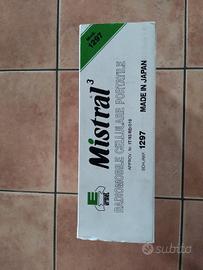 1297
Mistral³
RADIOMOBILE CELLULARE PORTATILE
1297
MADE IN JAPAN
subito